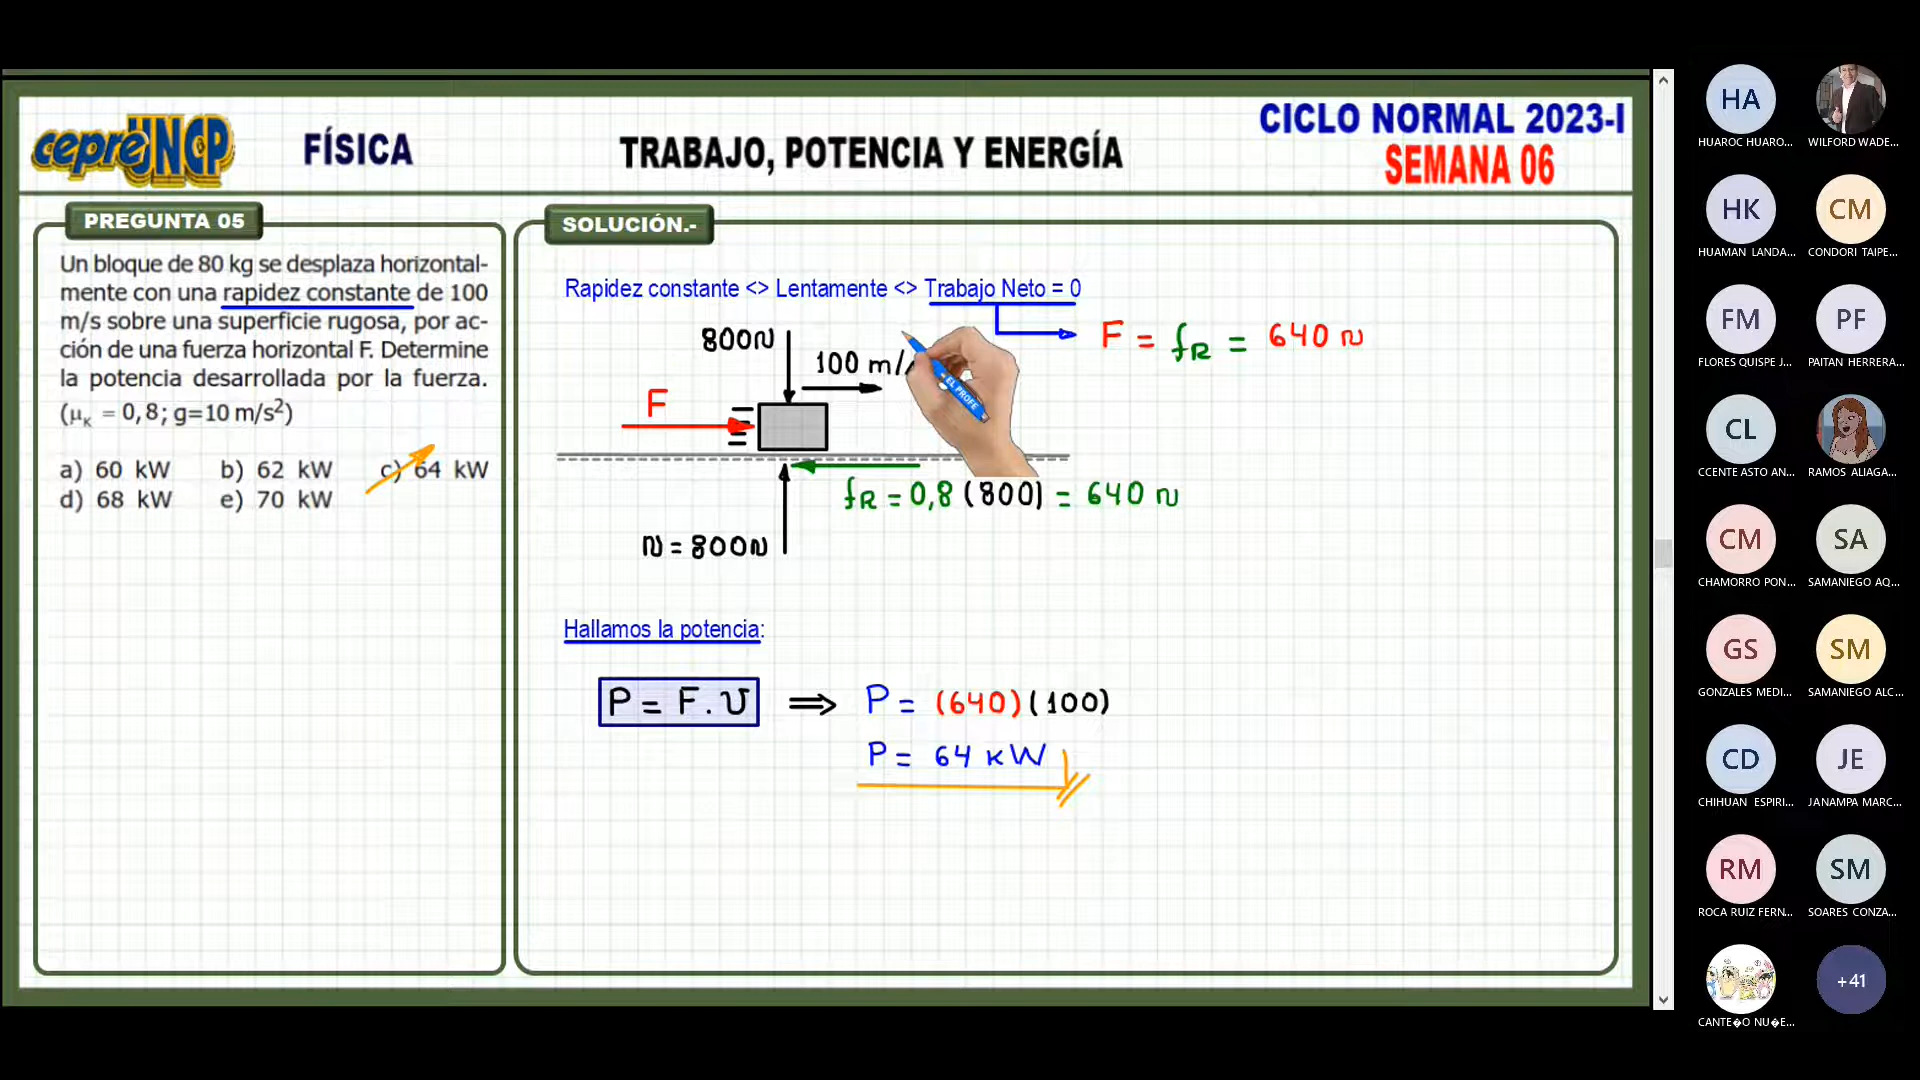 cepreUNCP
FÍSICA
TRABAJO, POTENCIA Y ENERGÍA
CICLO NORMAL 2023-I
SEMANA 06
PREGUNTA 05
Un bloque de 80 kg se desplaza horizontal-
mente con una rapidez constante de 100
m/s sobre una superficie rugosa, por ac-
ción de una fuerza horizontal F. Determine
la potencia desarrollada por la fuerza.
(μK = 0,8; g=10 m/s²)
a) 60 kW b) 62 kW c) 64 kW
d) 68 kW e) 70 kW
SOLUCIÓN.-
Rapidez constante <> Lentamente <> Trabajo Neto = 0
F = fR = 640 N
800N
100 m/
F
EL PROFE
fR = 0,8 (800) = 640 N
N = 800N
Hallamos la potencia:
P = F . v ⇒ P = (640)(100)
P = 64 kW
HA
HUAROC HUARO...
WILFORD WADE...
HK
HUAMAN LANDA...
CM
CONDORI TAIPE...
FM
FLORES QUISPE J...
PF
PAITAN HERRERA...
CL
CCENTE ASTO AN...
RAMOS ALIAGA...
CM
CHAMORRO PON...
SA
SAMANIEGO AQ...
GS
GONZALES MEDI...
SM
SAMANIEGO ALC...
CD
CHIHUAN ESPIRI...
JE
JANAMPA MARC...
RM
ROCA RUIZ FERN...
SM
SOARES CONZA...
CANTE�O NU�E...
+41